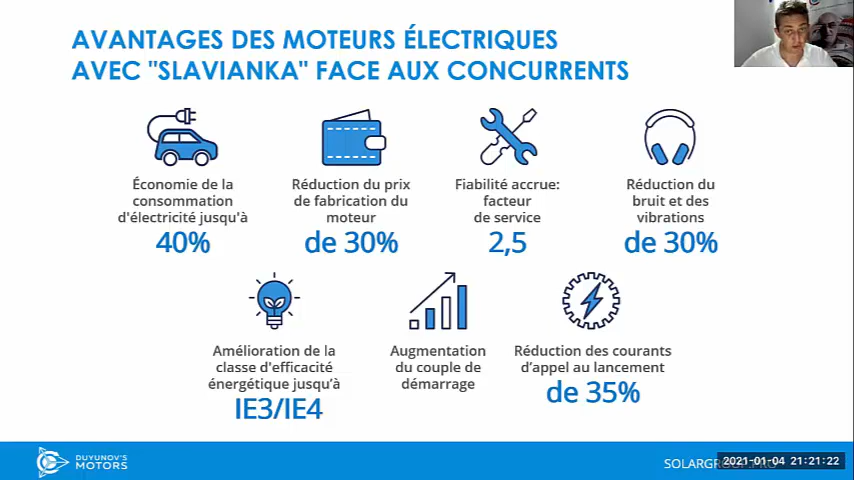 AVANTAGES DES MOTEURS ÉLECTRIQUES
AVEC "SLAVIANKA" FACE AUX CONCURRENTS
Économie de la
consommation
d'électricité jusqu'à
40%
Réduction du prix
de fabrication du
moteur
de 30%
Fiabilité accrue:
facteur
de service
2,5
Réduction du
bruit et des
vibrations
de 30%
Amélioration de la
classe d'efficacité
énergétique jusqu'à
IE3/IE4
Augmentation
du couple de
démarrage
Réduction des courants
d'appel au lancement
de 35%
DUYUNOV'S
MOTORS
2021-01-04 21:21:22